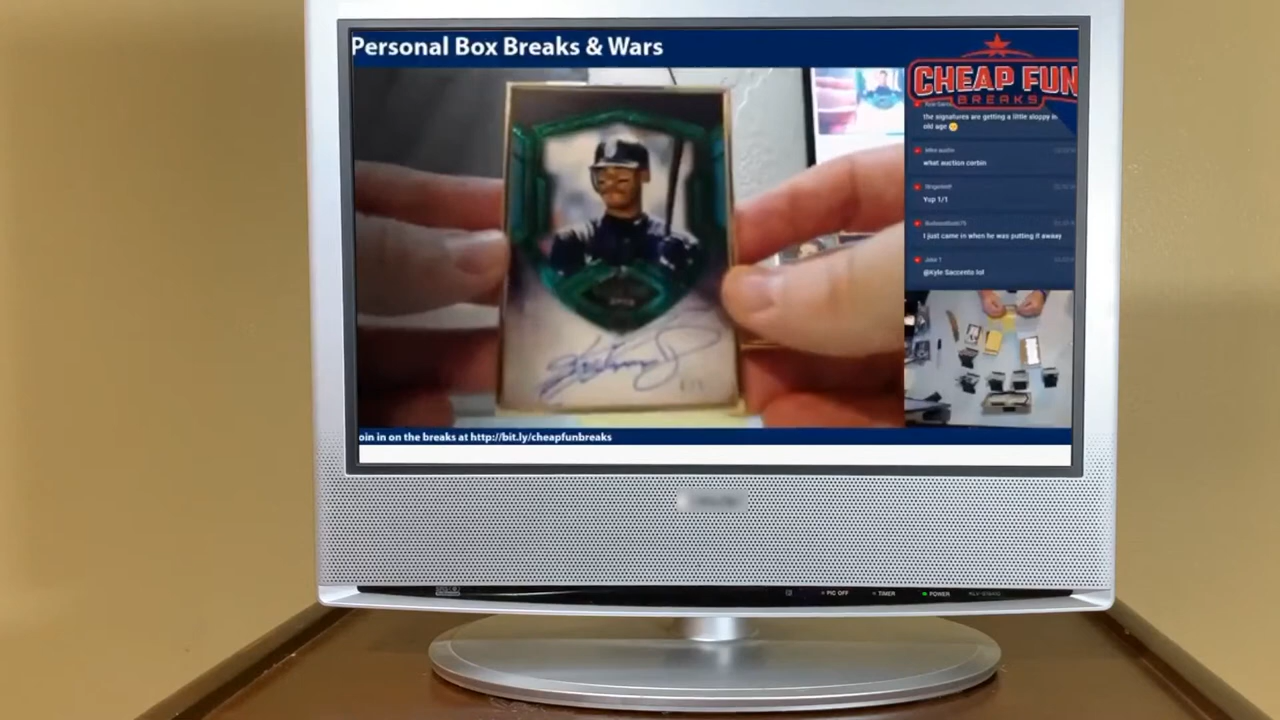 Personal Box Breaks & Wars
CHEAP FUN
BREAKS
the signatures are getting a little sloppy in
old age
what auction corbin
Yup 1/1
I just came in when he was putting it awaay
Jake T
@Kyle Saccento lol
oin in on the breaks at http://bit.ly/cheapfunbreaks
PIC OFF
TIMER
POWER